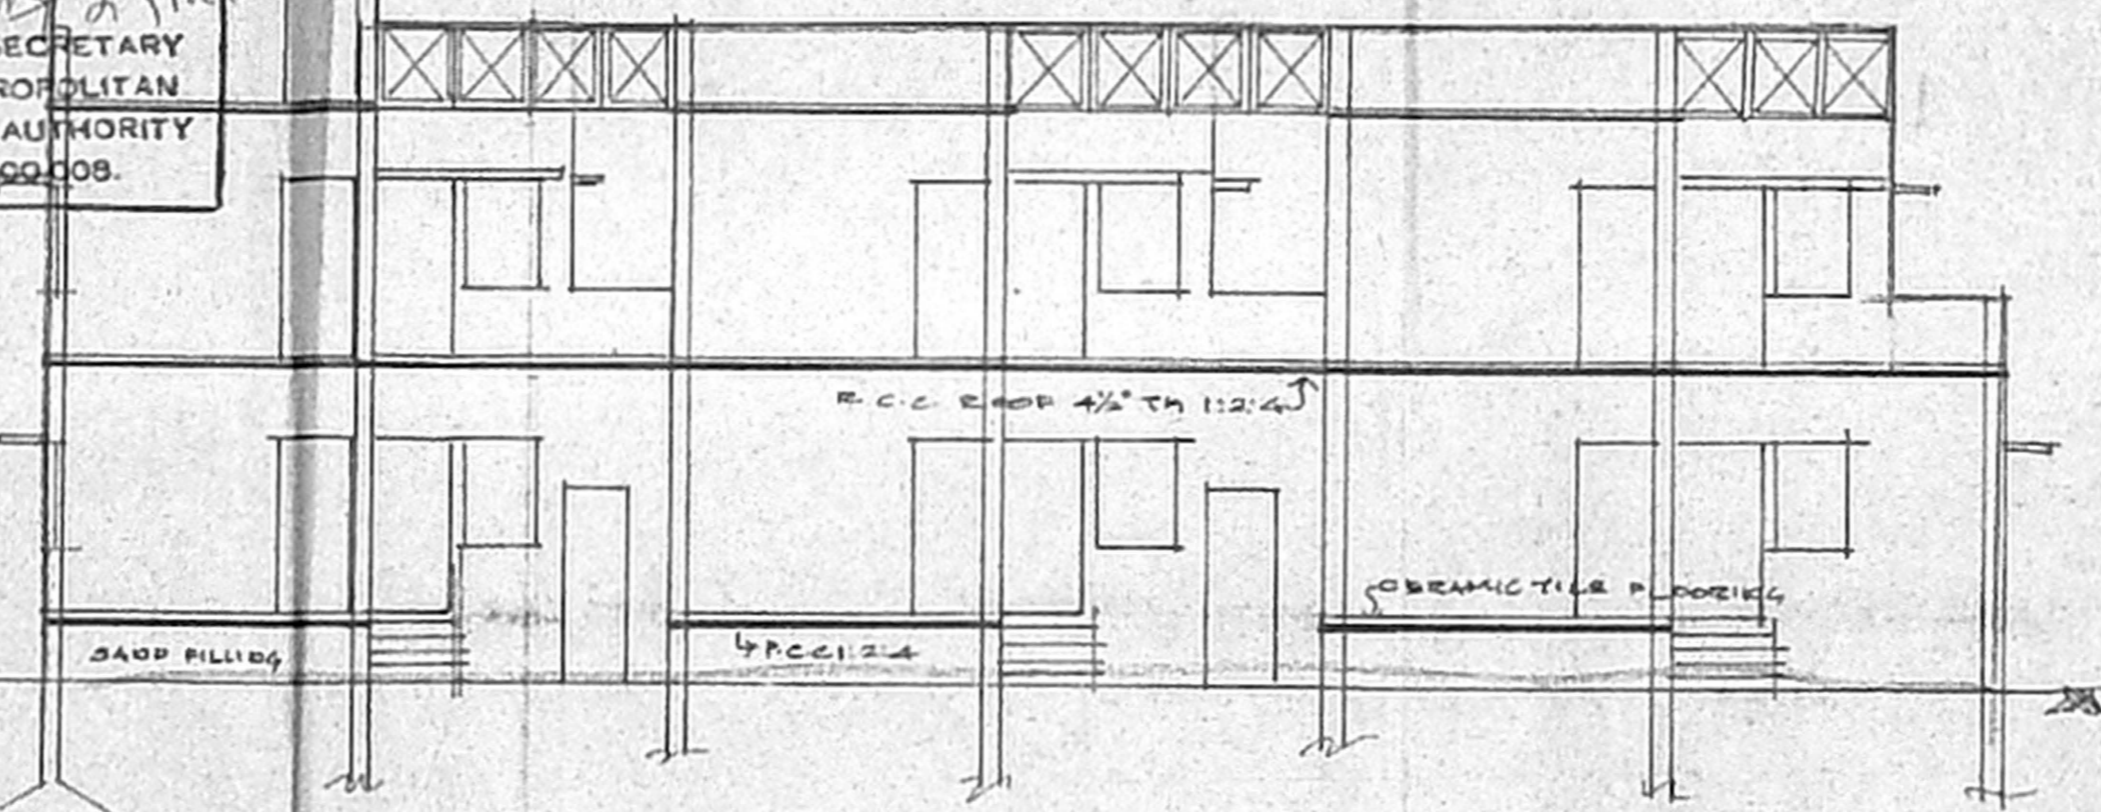 SECRETARY
ROPOLITAN
AUTHORITY
00 008.
R.C.C ROOF 4½" TH 1:2:4
CERAMIC TILE FLOORING
SAND FILLING
P.C.C 1:2:4